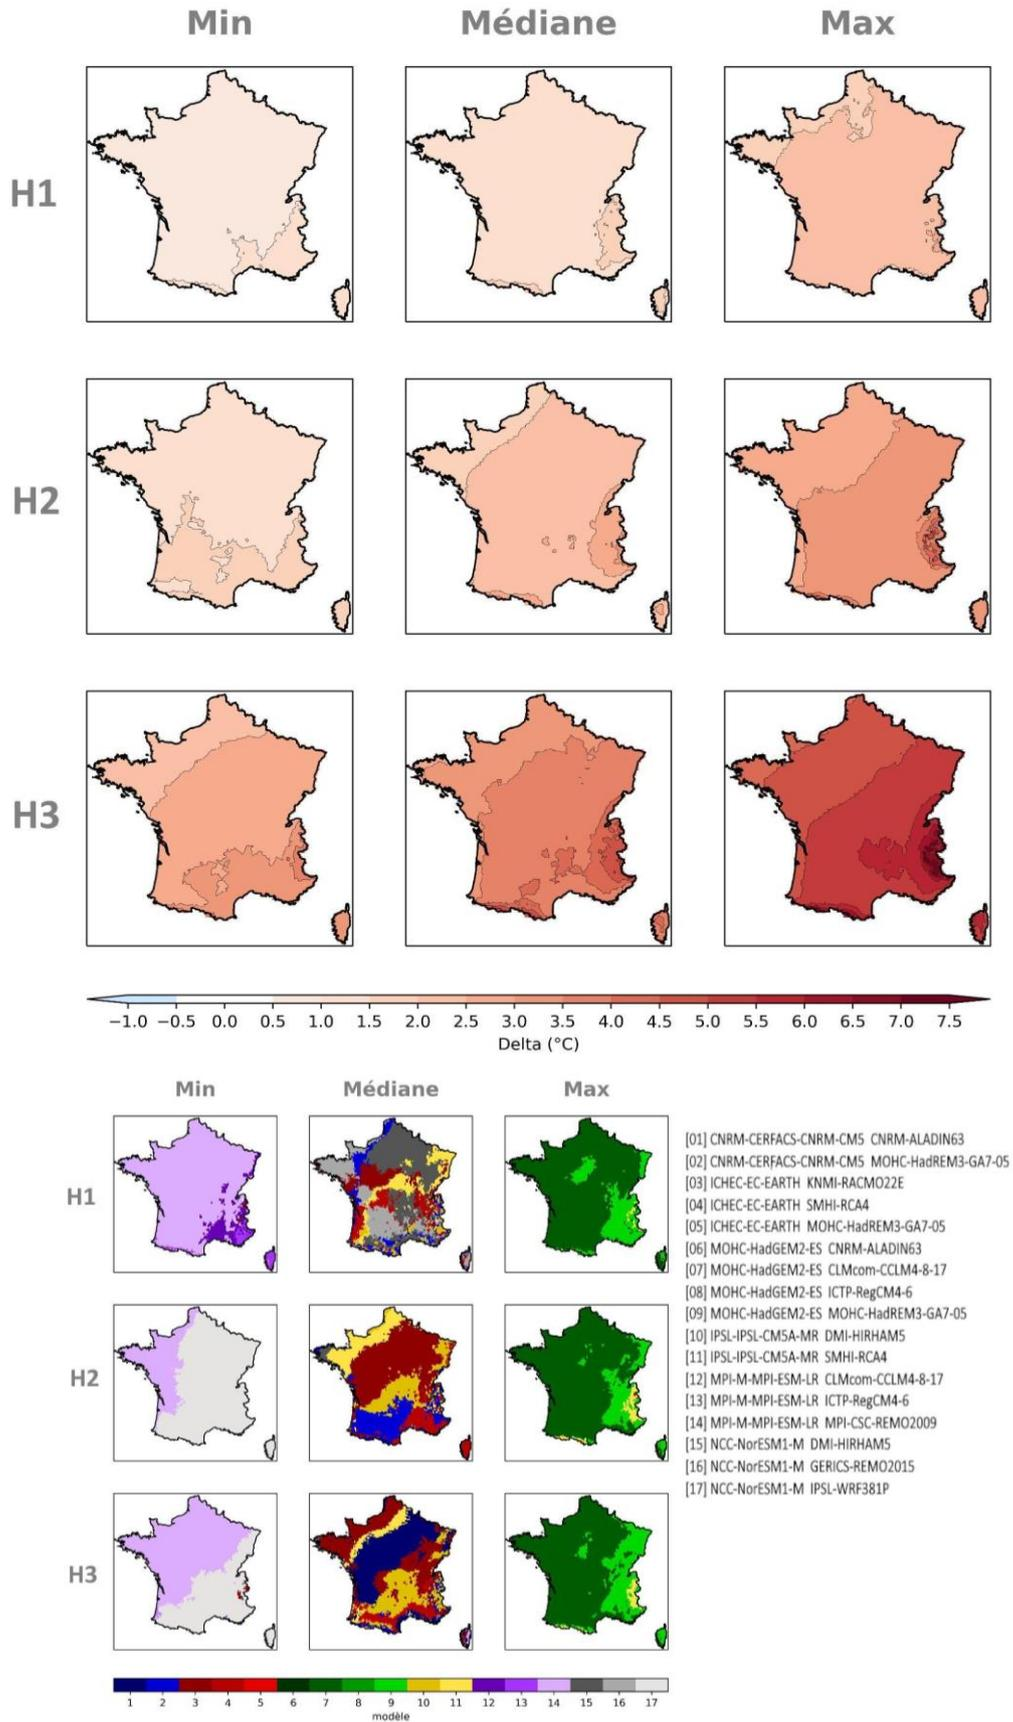 Min Médiane Max
H1
H2
H3
−1.0 −0.5 0.0 0.5 1.0 1.5 2.0 2.5 3.0 3.5 4.0 4.5 5.0 5.5 6.0 6.5 7.0 7.5
Delta (°C)
Min Médiane Max
H1
H2
H3
[01] CNRM-CERFACS-CNRM-CM5 CNRM-ALADIN63
[02] CNRM-CERFACS-CNRM-CM5 MOHC-HadREM3-GA7-05
[03] ICHEC-EC-EARTH KNMI-RACMO22E
[04] ICHEC-EC-EARTH SMHI-RCA4
[05] ICHEC-EC-EARTH MOHC-HadREM3-GA7-05
[06] MOHC-HadGEM2-ES CNRM-ALADIN63
[07] MOHC-HadGEM2-ES CLMcom-CCLM4-8-17
[08] MOHC-HadGEM2-ES ICTP-RegCM4-6
[09] MOHC-HadGEM2-ES MOHC-HadREM3-GA7-05
[10] IPSL-IPSL-CM5A-MR DMI-HIRHAM5
[11] IPSL-IPSL-CM5A-MR SMHI-RCA4
[12] MPI-M-MPI-ESM-LR CLMcom-CCLM4-8-17
[13] MPI-M-MPI-ESM-LR ICTP-RegCM4-6
[14] MPI-M-MPI-ESM-LR MPI-CSC-REMO2009
[15] NCC-NorESM1-M DMI-HIRHAM5
[16] NCC-NorESM1-M GERICS-REMO2015
[17] NCC-NorESM1-M IPSL-WRF381P
1 2 3 4 5 6 7 8 9 10 11 12 13 14 15 16 17
modèle